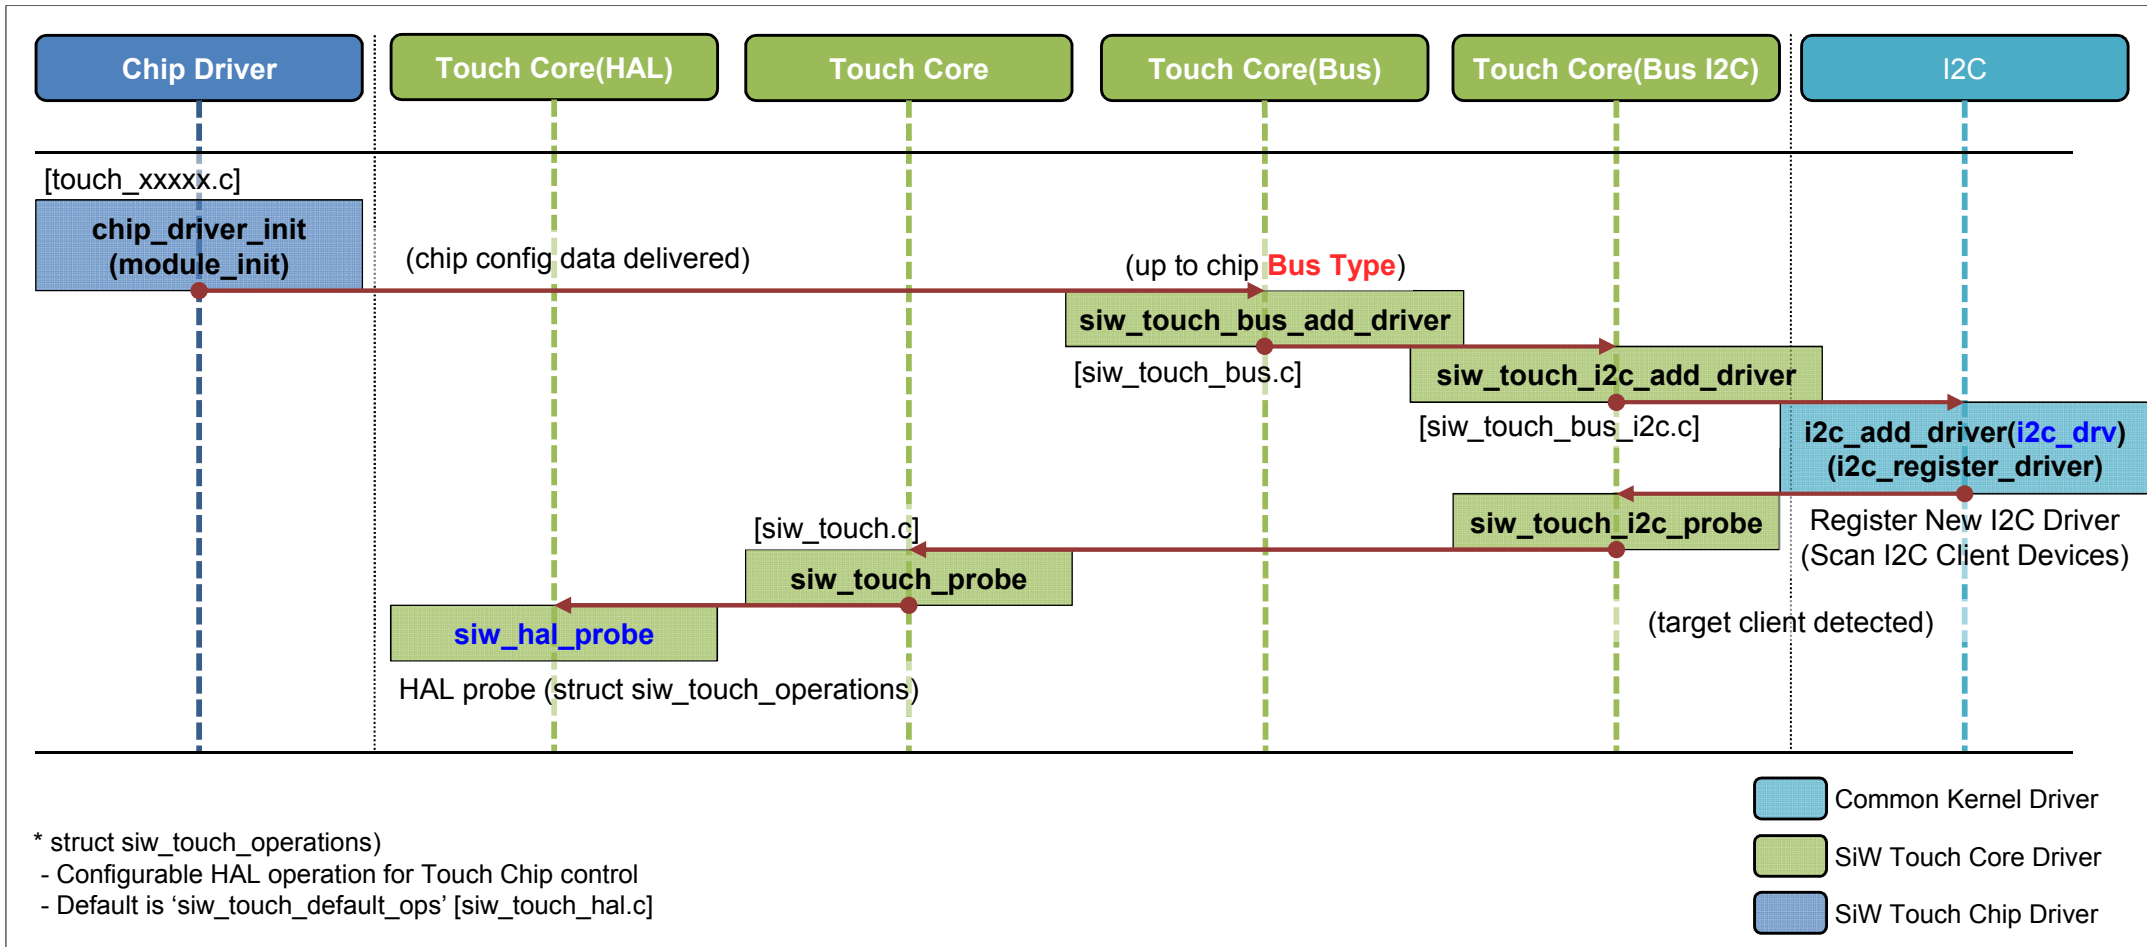 Chip Driver
Touch Core(HAL)
Touch Core
Touch Core(Bus)
Touch Core(Bus I2C)
I2C
[touch_xxxxx.c]
chip_driver_init
(module_init)
(chip config data delivered)
(up to chip Bus Type)
siw_touch_bus_add_driver
[siw_touch_bus.c]
siw_touch_i2c_add_driver
[siw_touch_bus_i2c.c]
i2c_add_driver(i2c_drv)
(i2c_register_driver)
siw_touch_i2c_probe
Register New I2C Driver
(Scan I2C Client Devices)
[siw_touch.c]
siw_touch_probe
(target client detected)
siw_hal_probe
HAL probe (struct siw_touch_operations)
Common Kernel Driver
SiW Touch Core Driver
SiW Touch Chip Driver
* struct siw_touch_operations)
- Configurable HAL operation for Touch Chip control
- Default is ‘siw_touch_default_ops’ [siw_touch_hal.c]